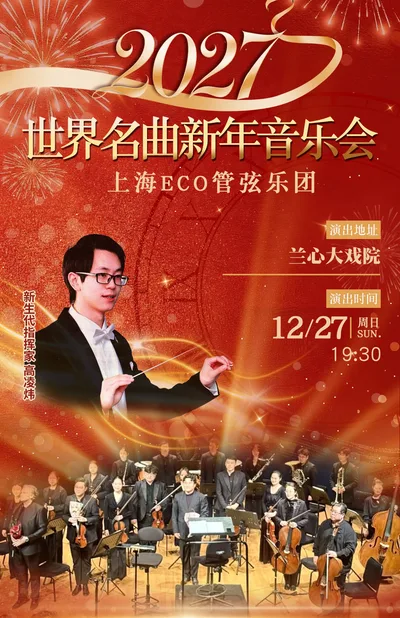 2027
世界名曲新年音乐会
上海ECO管弦乐团
演出地址
兰心大戏院
演出时间
12/27 周日 SUN.
19:30
新生代指挥家高凌炜
2027